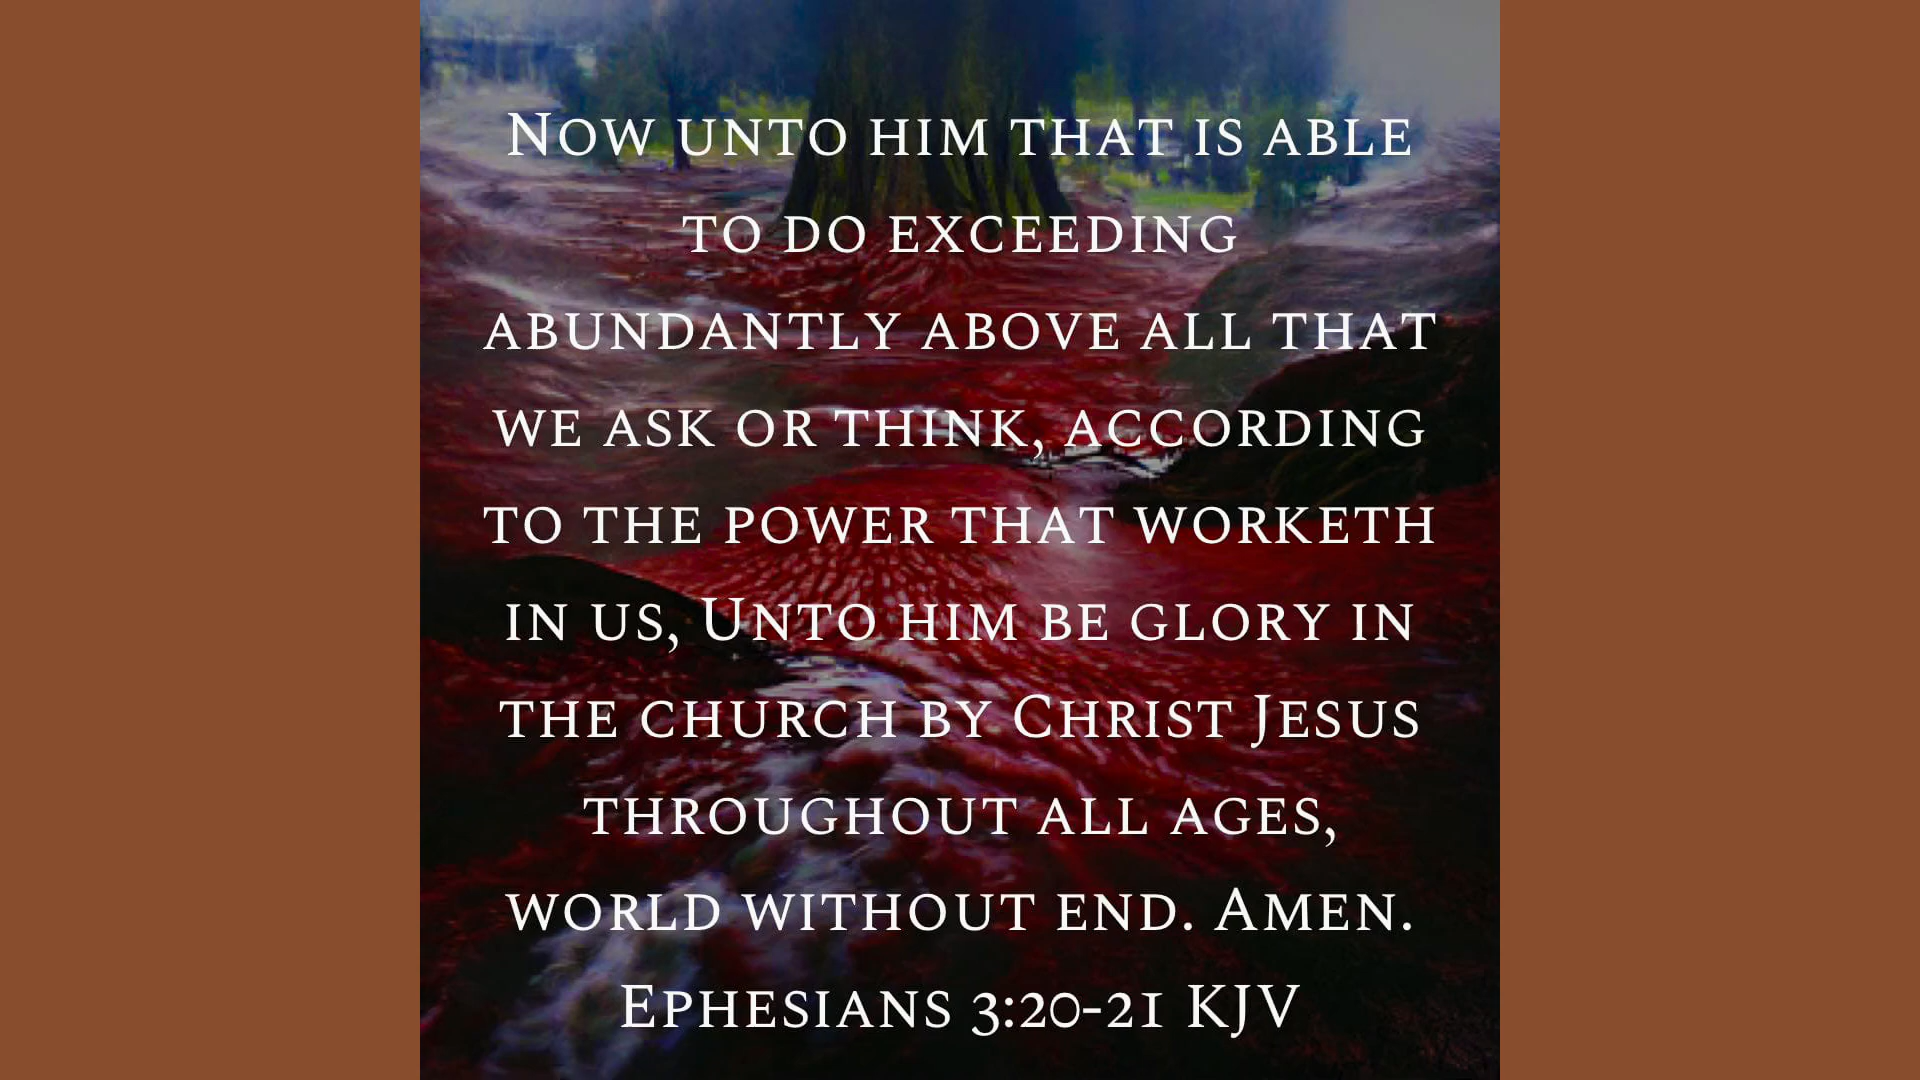 Now unto him that is able
to do exceeding
abundantly above all that
we ask or think, according
to the power that worketh
in us, Unto him be glory in
the church by Christ Jesus
throughout all ages,
world without end. Amen.
Ephesians 3:20-21 KJV